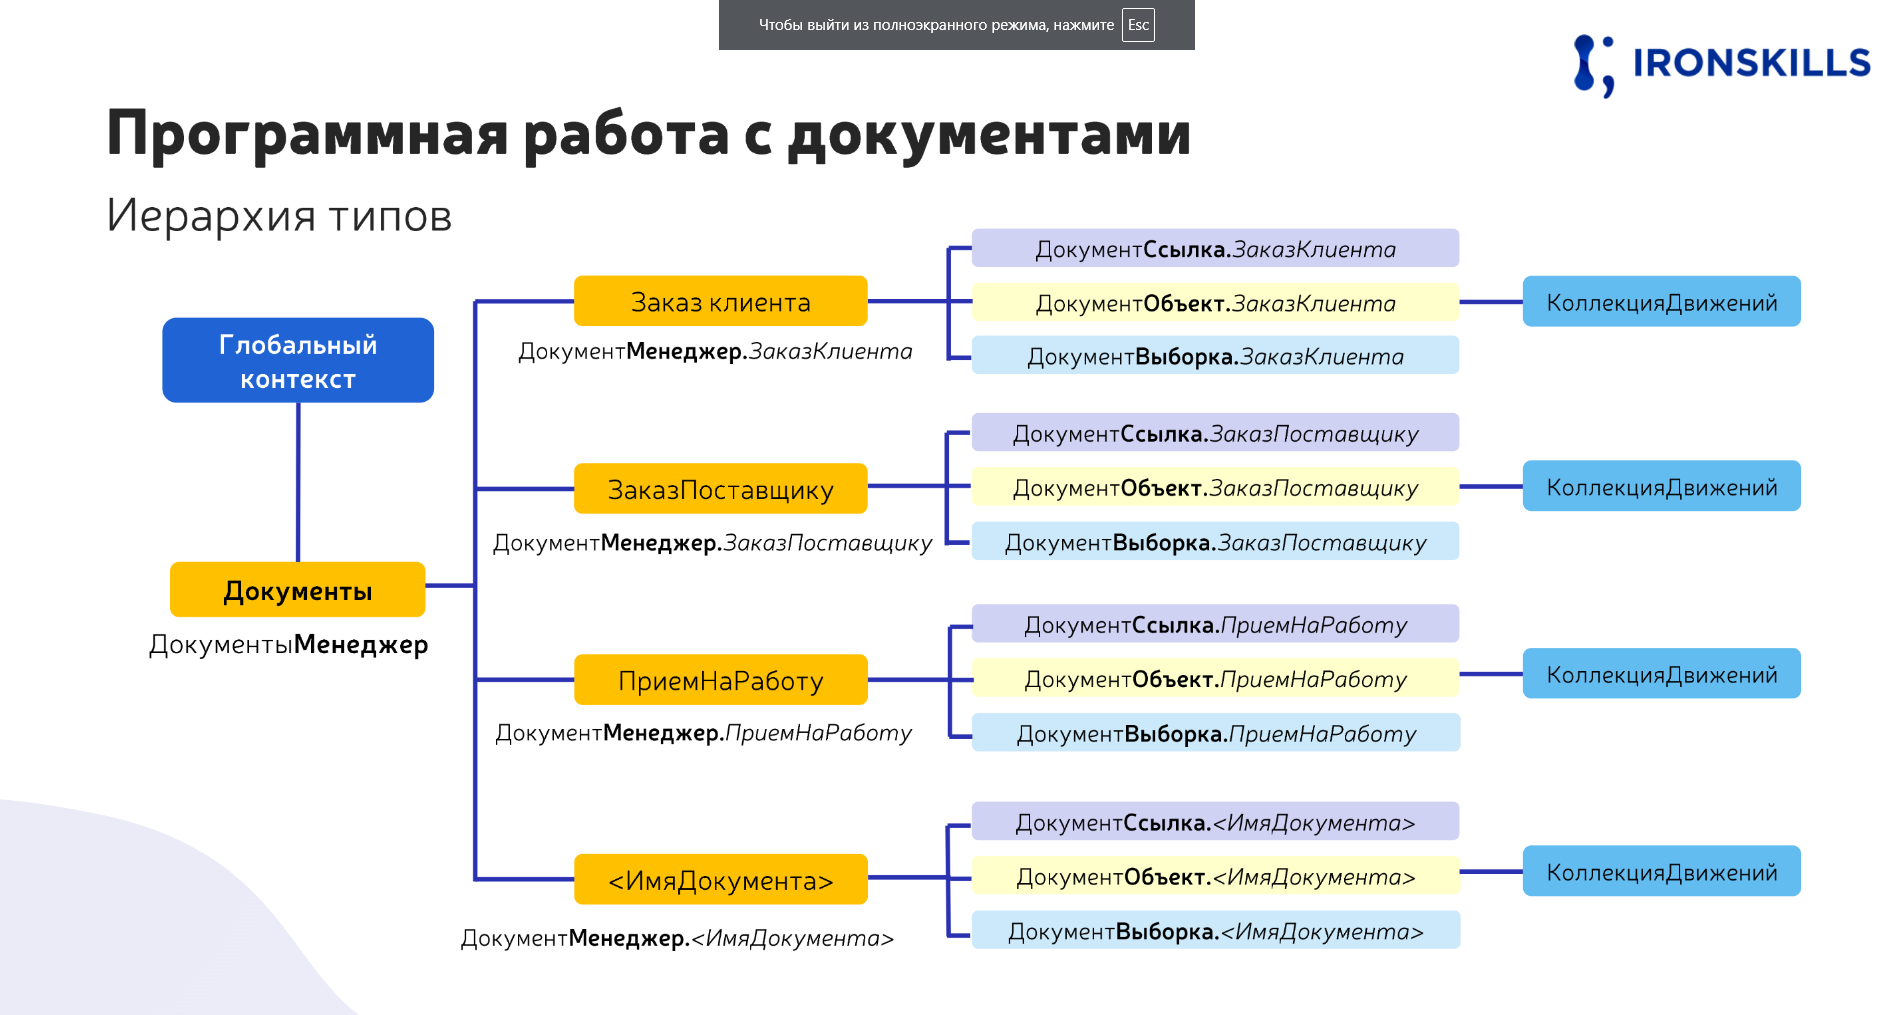 Чтобы выйти из полноэкранного режима, нажмите Esc
IRONSKILLS
Программная работа с документами
Иерархия типов
Глобальный
контекст
Документы
ДокументыМенеджер
Заказ клиента
ДокументМенеджер.ЗаказКлиента
ДокументСсылка.ЗаказКлиента
ДокументОбъект.ЗаказКлиента
ДокументВыборка.ЗаказКлиента
КоллекцияДвижений
ЗаказПоставщику
ДокументМенеджер.ЗаказПоставщику
ДокументСсылка.ЗаказПоставщику
ДокументОбъект.ЗаказПоставщику
ДокументВыборка.ЗаказПоставщику
КоллекцияДвижений
ПриемНаРаботу
ДокументМенеджер.ПриемНаРаботу
ДокументСсылка.ПриемНаРаботу
ДокументОбъект.ПриемНаРаботу
ДокументВыборка.ПриемНаРаботу
КоллекцияДвижений
<ИмяДокумента>
ДокументМенеджер.<ИмяДокумента>
ДокументСсылка.<ИмяДокумента>
ДокументОбъект.<ИмяДокумента>
ДокументВыборка.<ИмяДокумента>
КоллекцияДвижений